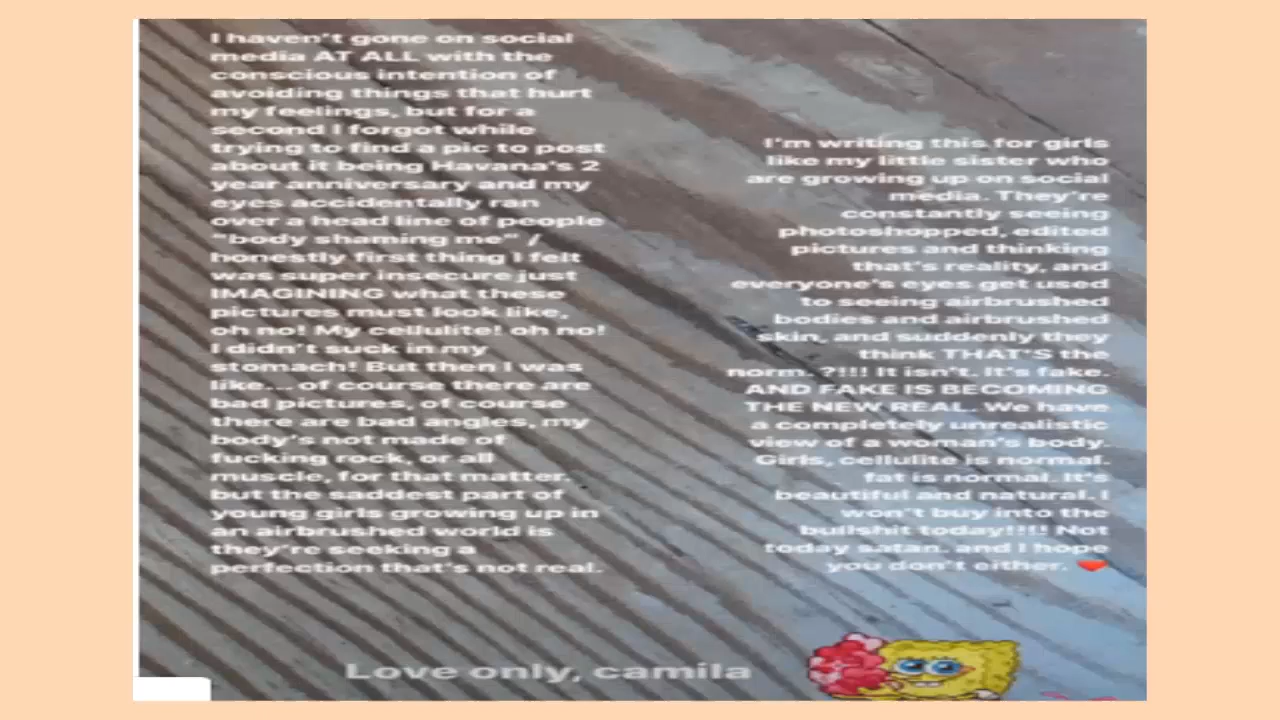 I haven't gone on social
media AT ALL with the
conscious intention of
avoiding things that hurt
my feelings, but for a
second I forgot while
trying to find a pic to post
about it being Havana's 2
year anniversary and my
eyes accidentally ran
over a head line of people
"body shaming me" /
honestly first thing I felt
was super insecure just
IMAGINING what these
pictures must look like,
oh no! My cellulite! oh no!
I didn't suck in my
stomach! But then I was
like... of course there are
bad pictures, of course
there are bad angles, my
body's not made of
fucking rock, or all
muscle, for that matter.
but the saddest part of
young girls growing up in
an airbrushed world is
they're seeking a
perfection that's not real.
I'm writing this for girls
like my little sister who
are growing up on social
media. They're
constantly seeing
photoshopped, edited
pictures and thinking
that's reality, and
everyone's eyes get used
to seeing airbrushed
bodies and airbrushed
skin, and suddenly they
think THAT'S the
norm. ?!!! It isn't. It's fake.
AND FAKE IS BECOMING
THE NEW REAL. We have
a completely unrealistic
view of a woman's body.
Girls, cellulite is normal.
fat is normal. It's
beautiful and natural. I
won't buy into the
bullshit today!!!! Not
today satan. and I hope
you don't either. ❤️
Love only, camila